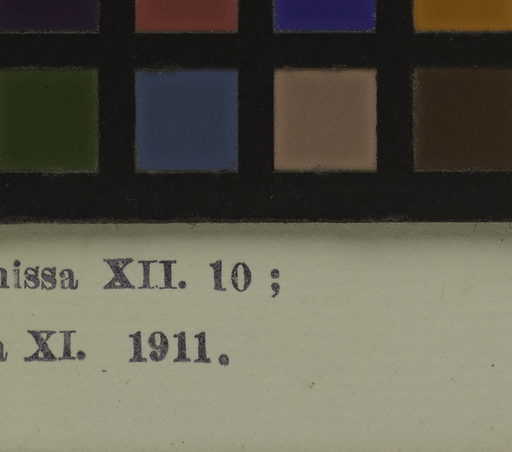 nissa XII. 10 ;
a XI. 1911.